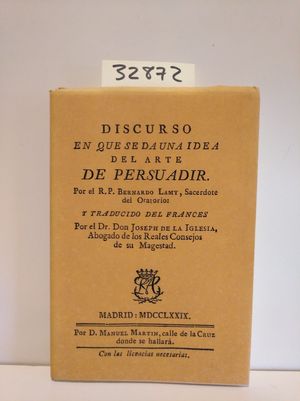 32872
DISCURSO
EN QUE SE DA UNA IDEA
DEL ARTE
DE PERSUADIR.
Por el R. P. BERNARDO LAMY, Sacerdote
del Oratorio:
Y TRADUCIDO DEL FRANCES
Por el Dr. Don JOSEPH DE LA IGLESIA,
Abogado de los Reales Consejos
de su Magestad.
MADRID: MDCCLXXIX.
Por D. MANUEL MARTIN, calle de la CRUZ
donde se hallará.
Con las licencias necesarias.